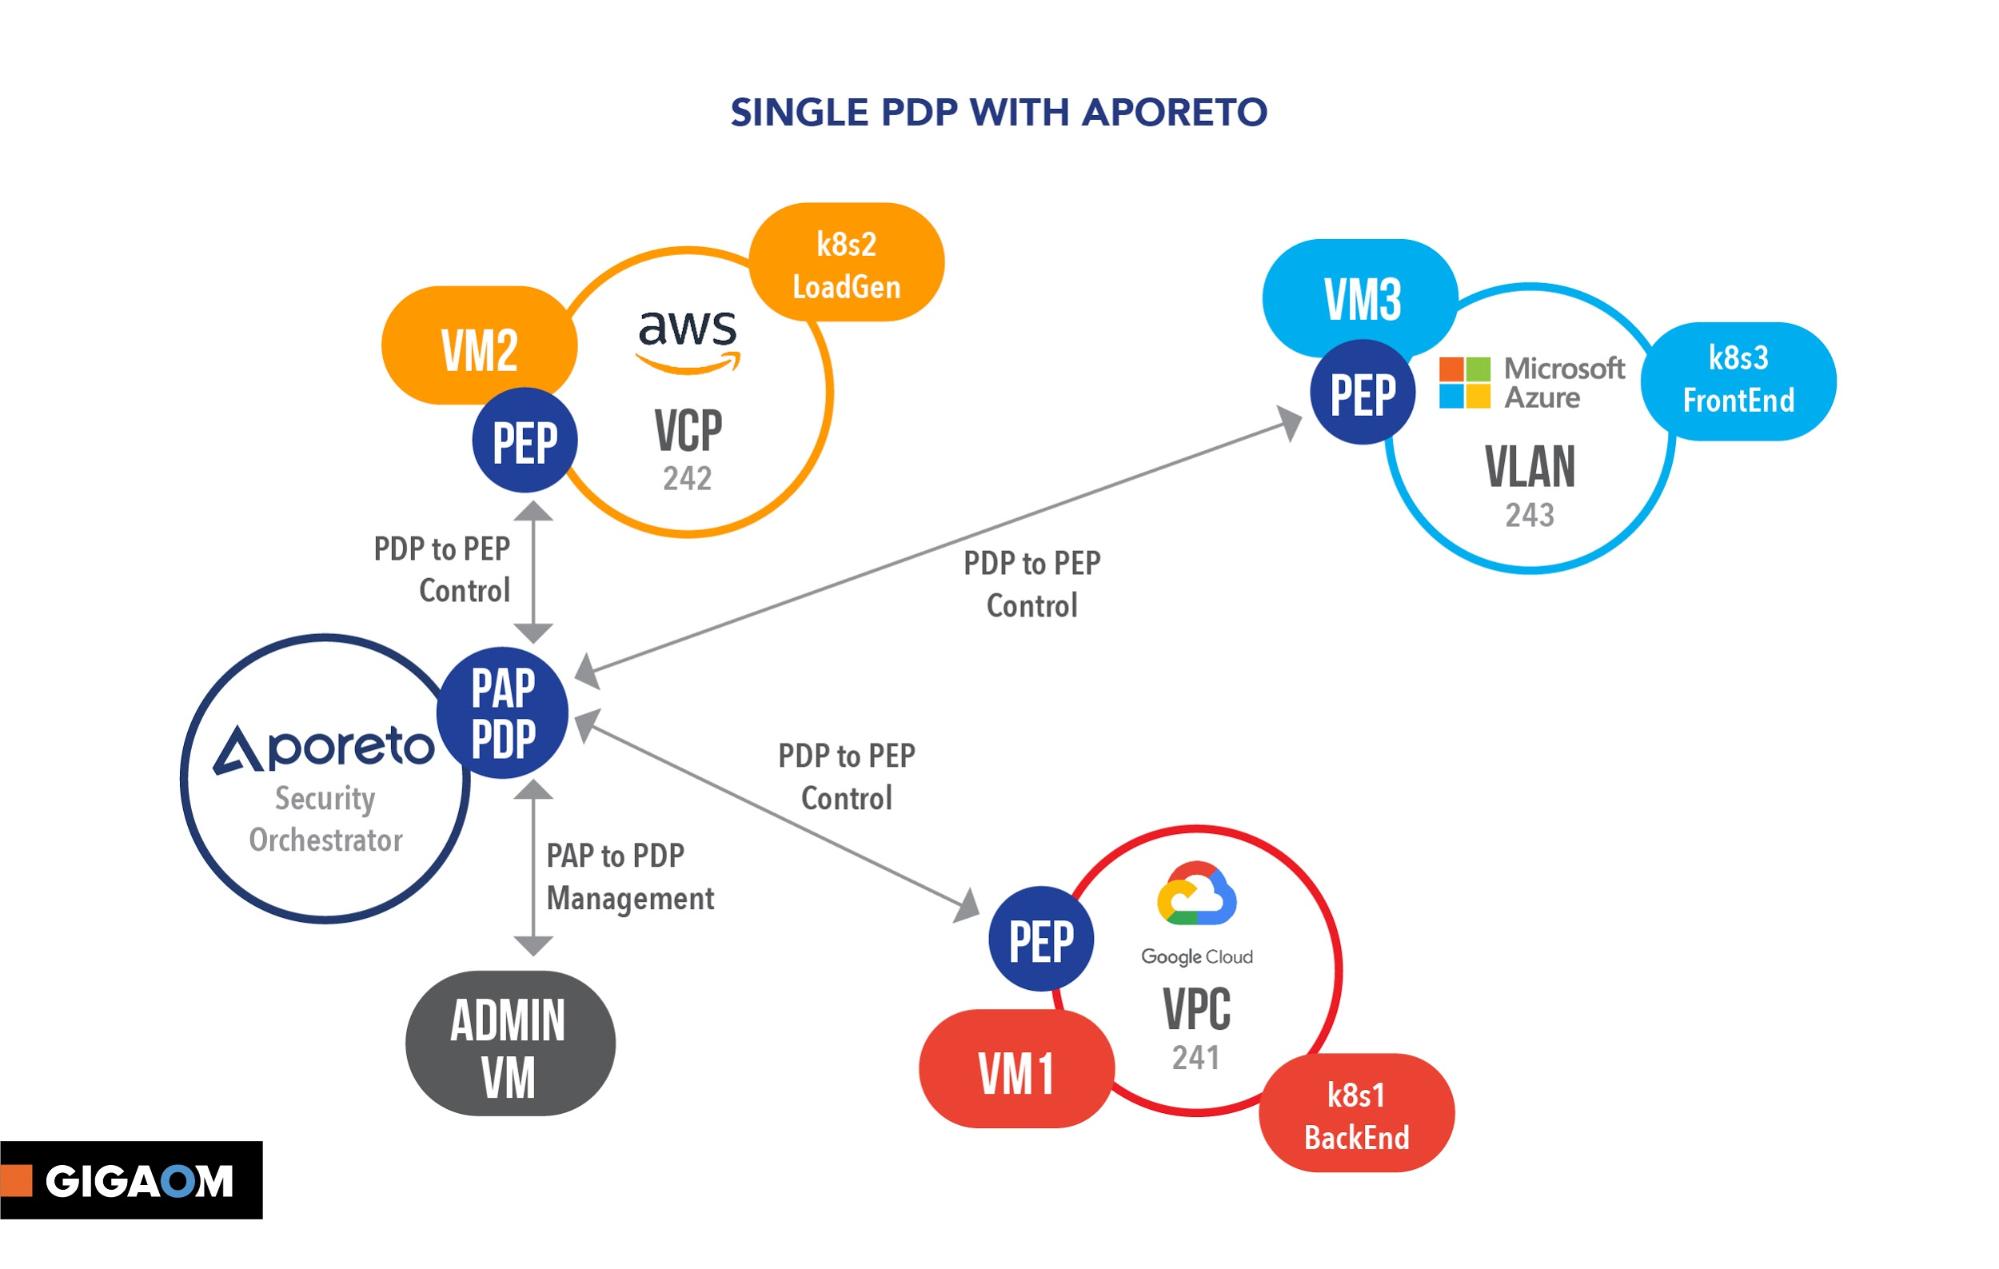 SINGLE PDP WITH APORETO
k8s2
LoadGen
VM2
aws
PEP
VCP
242
VM3
PEP
Microsoft
Azure
k8s3
FrontEnd
VLAN
243
PDP to PEP
Control
PDP to PEP
Control
PAP
PDP
Aporeto
Security
Orchestrator
PDP to PEP
Control
PAP to PDP
Management
ADMIN
VM
PEP
Google Cloud
VPC
241
VM1
k8s1
BackEnd
GIGAOM